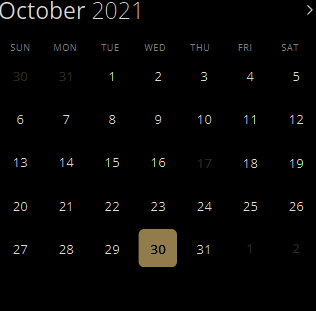 October 2021
SUN MON TUE WED THU FRI SAT
30 31 1 2 3 4 5
6 7 8 9 10 11 12
13 14 15 16 17 18 19
20 21 22 23 24 25 26
27 28 29 30 31 1 2